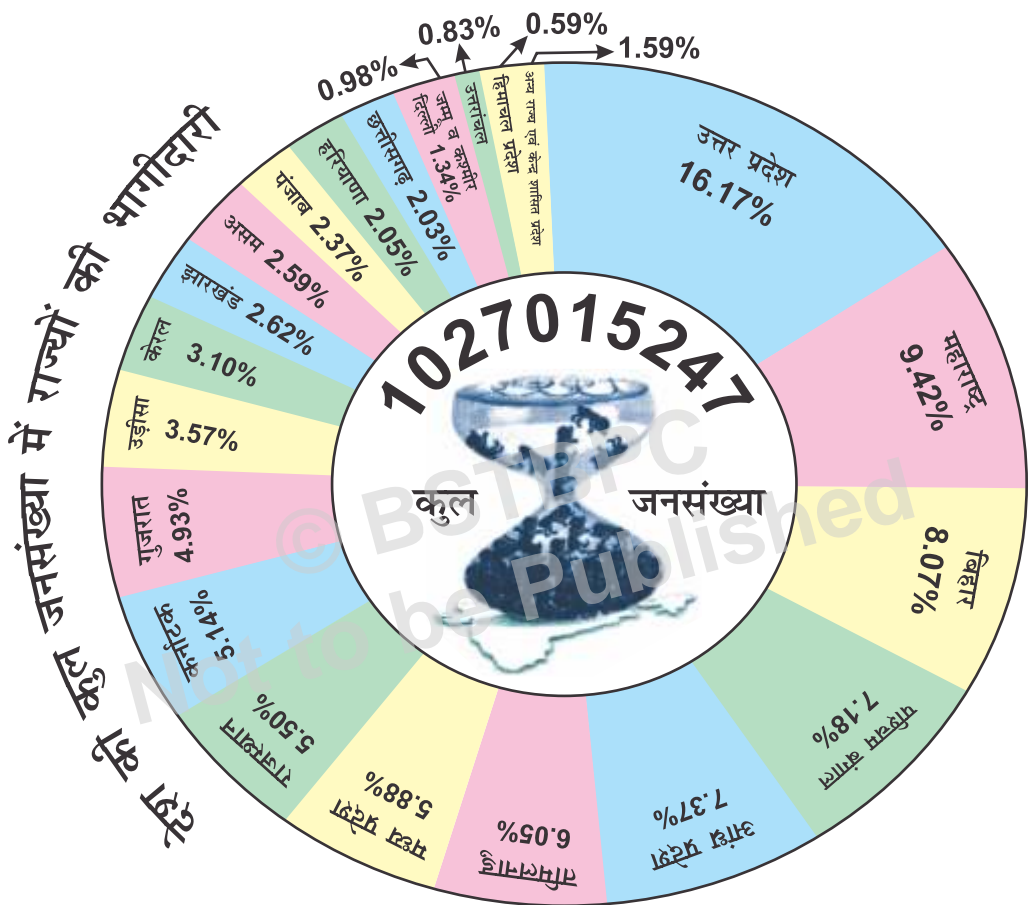 देश की कुल जनसंख्या में राज्यों की भागीदारी
0.98%
0.83%
0.59%
1.59%
उत्तर प्रदेश
16.17%
महाराष्ट्र
9.42%
बिहार
8.07%
पश्चिम बंगाल
7.18%
आंध्र प्रदेश
7.37%
तमिलनाडु
6.05%
मध्य प्रदेश
5.88%
राजस्थान
5.50%
कर्नाटक
5.14%
गुजरात
4.93%
उड़ीसा 3.57%
केरल 3.10%
झारखंड 2.62%
असम 2.59%
पंजाब 2.37%
हरियाणा 2.05%
छत्तीसगढ़ 2.03%
जम्मू व कश्मीर
दिल्ली 1.34%
उत्तरांचल
हिमाचल प्रदेश
अन्य राज्य एवं केन्द्र शासित प्रदेश
1027015247
कुल जनसंख्या
© BSTBPC
Not to be Published